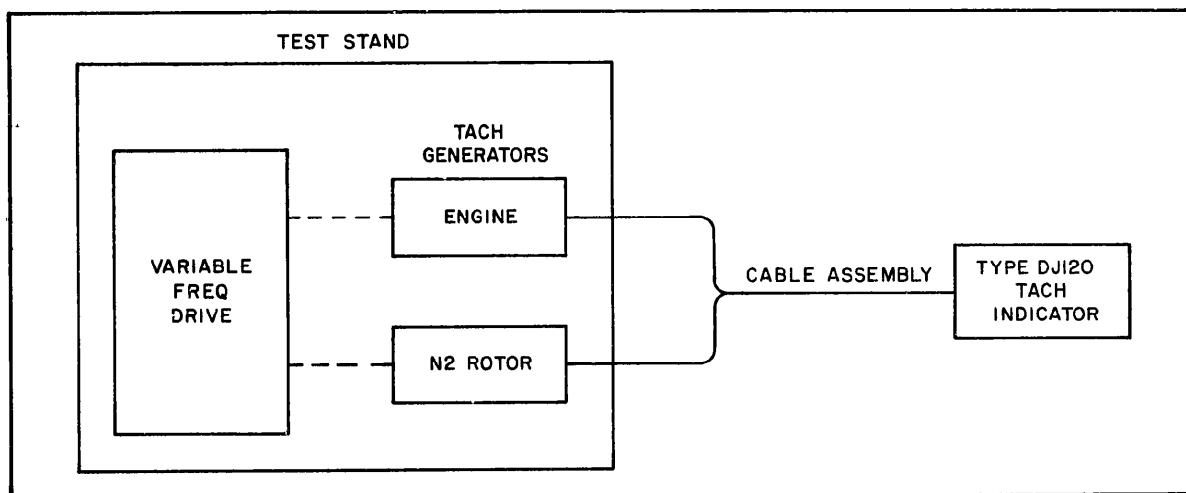 TEST STAND
TACH
GENERATORS
ENGINE
VARIABLE
FREQ
DRIVE
CABLE ASSEMBLY
TYPE DJ120
TACH
INDICATOR
N2 ROTOR